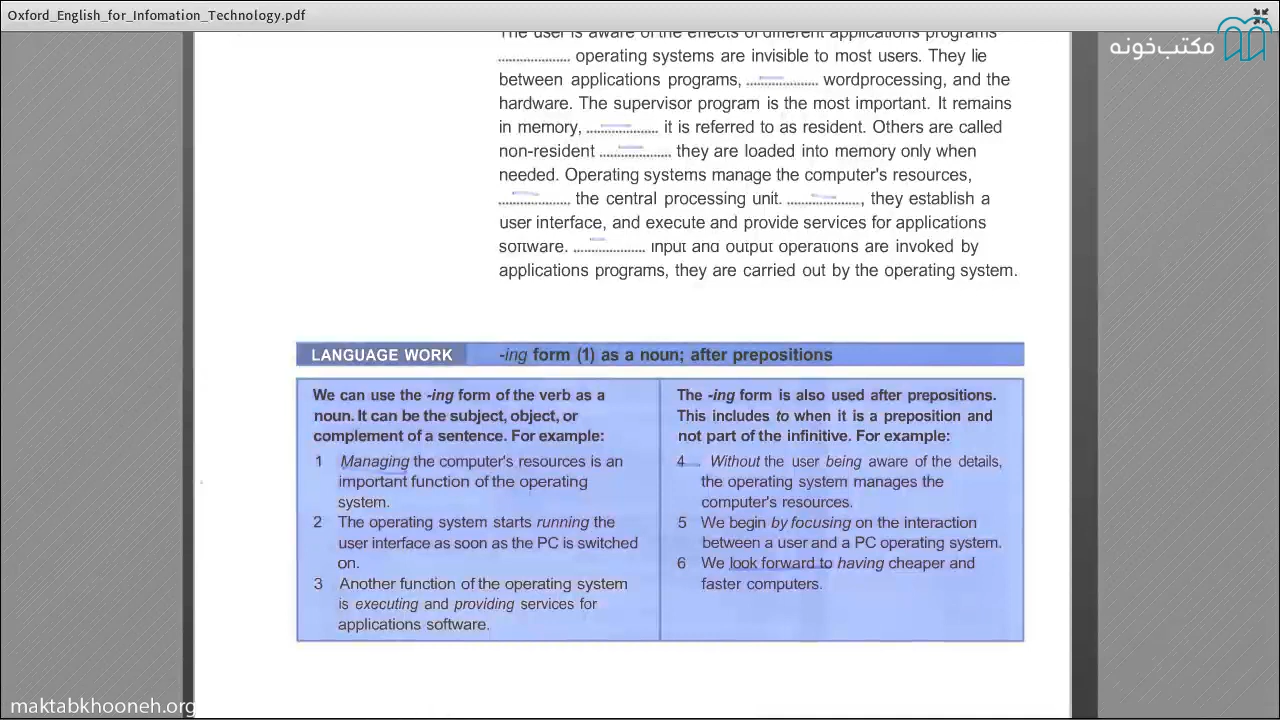 Oxford_English_for_Infomation_Technology.pdf
مکتب‌خونه
The user is aware of the effects of different applications programs
.................. operating systems are invisible to most users. They lie
between applications programs, .................. wordprocessing, and the
hardware. The supervisor program is the most important. It remains
in memory, .................. it is referred to as resident. Others are called
non-resident .................. they are loaded into memory only when
needed. Operating systems manage the computer's resources,
.................. the central processing unit. .................., they establish a
user interface, and execute and provide services for applications
software. .................. input and output operations are invoked by
applications programs, they are carried out by the operating system.
LANGUAGE WORK -ing form (1) as a noun; after prepositions
We can use the -ing form of the verb as a
noun. It can be the subject, object, or
complement of a sentence. For example:
1 Managing the computer's resources is an
important function of the operating
system.
2 The operating system starts running the
user interface as soon as the PC is switched
on.
3 Another function of the operating system
is executing and providing services for
applications software.
The -ing form is also used after prepositions.
This includes to when it is a preposition and
not part of the infinitive. For example:
4 Without the user being aware of the details,
the operating system manages the
computer's resources.
5 We begin by focusing on the interaction
between a user and a PC operating system.
6 We look forward to having cheaper and
faster computers.
maktabkhooneh.org